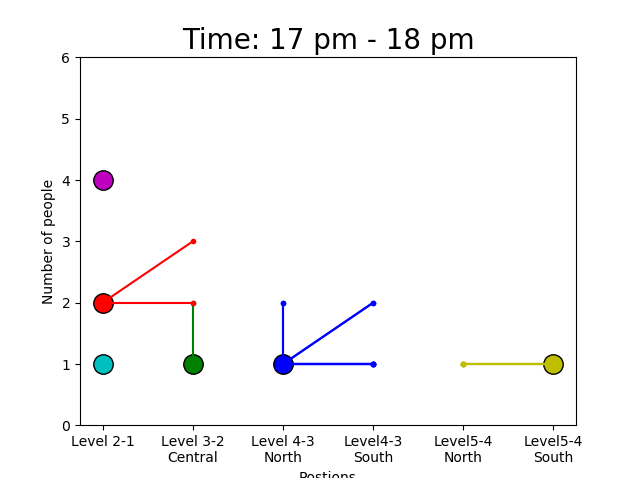 Time: 17 pm - 18 pm
Number of people
6
5
4
3
2
1
0
Level 2-1
Level 3-2
Central
Level 4-3
North
Level4-3
South
Level5-4
North
Level5-4
South
Postions